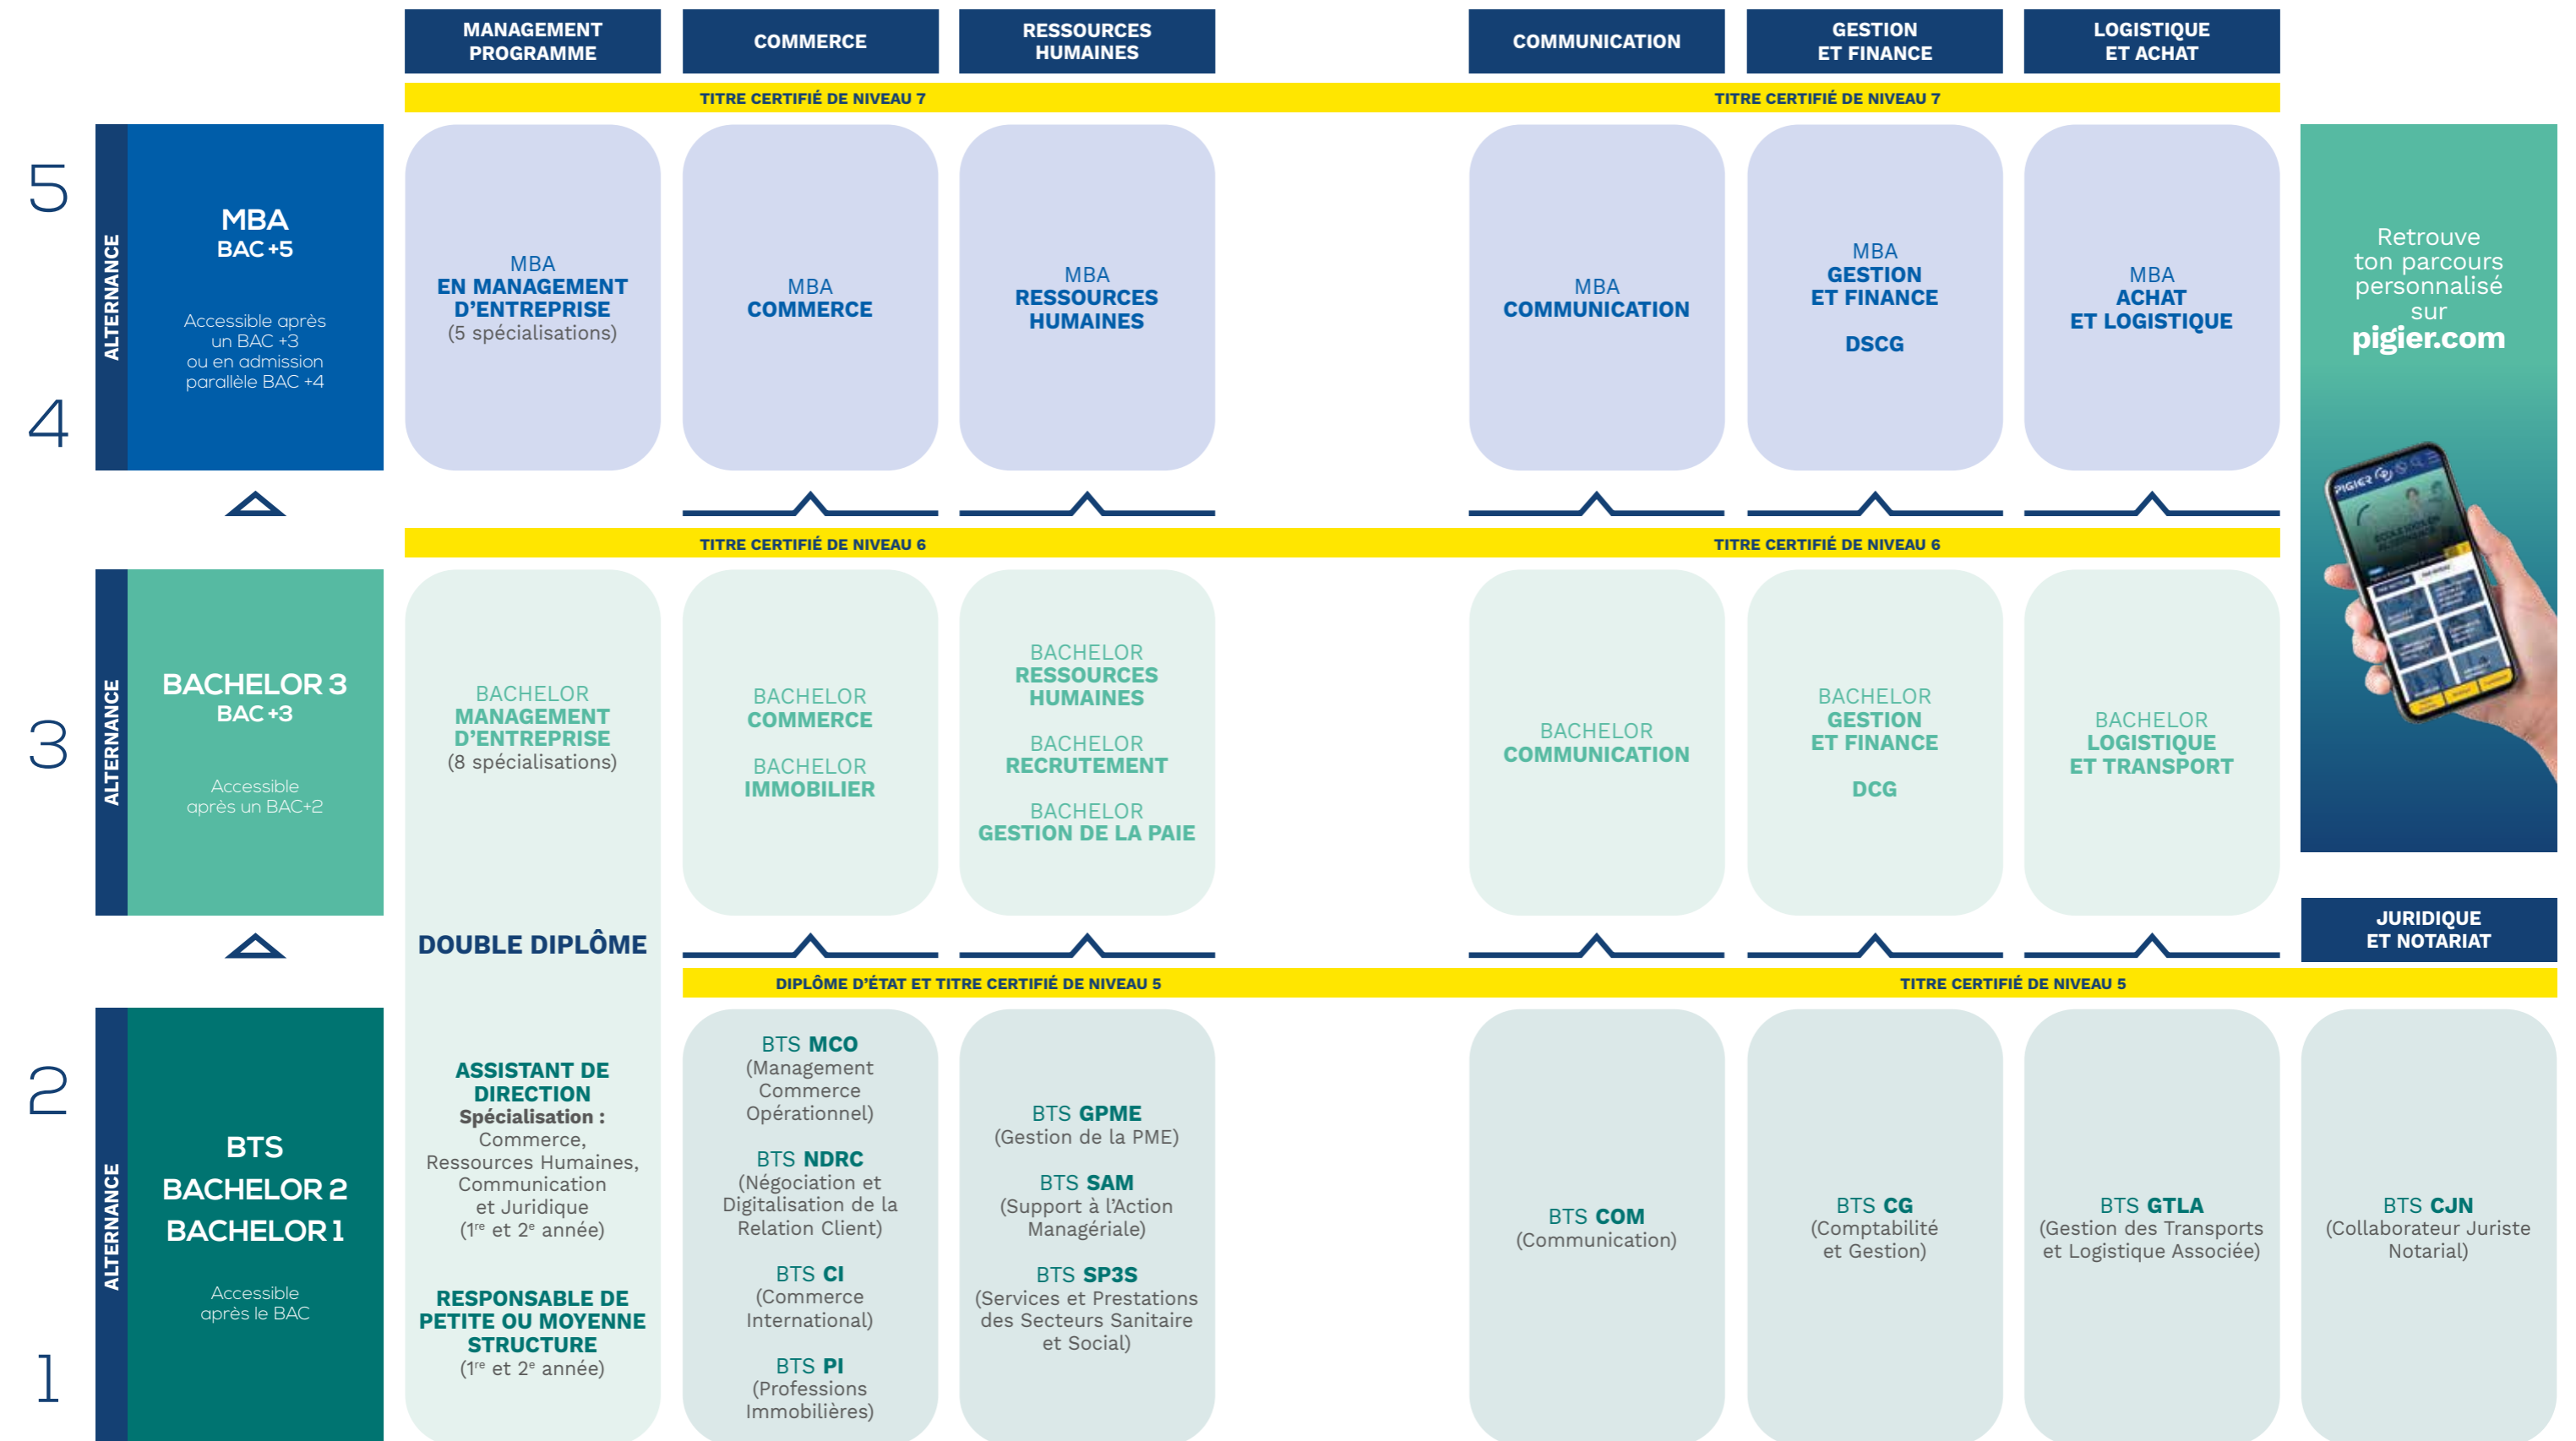 MANAGEMENT
PROGRAMME
COMMERCE
RESSOURCES
HUMAINES
COMMUNICATION
GESTION
ET FINANCE
LOGISTIQUE
ET ACHAT
TITRE CERTIFIÉ DE NIVEAU 7
TITRE CERTIFIÉ DE NIVEAU 7
5
4
ALTERNANCE
MBA
BAC +5
Accessible après
un BAC +3
ou en admission
parallèle BAC +4
MBA
EN MANAGEMENT
D'ENTREPRISE
(5 spécialisations)
MBA
COMMERCE
MBA
RESSOURCES
HUMAINES
MBA
COMMUNICATION
MBA
GESTION
ET FINANCE
DSCG
MBA
ACHAT
ET LOGISTIQUE
Retrouve
ton parcours
personnalisé
sur
pigier.com
PIGIER
TITRE CERTIFIÉ DE NIVEAU 6
TITRE CERTIFIÉ DE NIVEAU 6
3
ALTERNANCE
BACHELOR 3
BAC +3
Accessible
après un BAC+2
BACHELOR
MANAGEMENT
D'ENTREPRISE
(8 spécialisations)
BACHELOR
COMMERCE
BACHELOR
IMMOBILIER
BACHELOR
RESSOURCES
HUMAINES
BACHELOR
RECRUTEMENT
BACHELOR
GESTION DE LA PAIE
BACHELOR
COMMUNICATION
BACHELOR
GESTION
ET FINANCE
DCG
BACHELOR
LOGISTIQUE
ET TRANSPORT
DOUBLE DIPLÔME
JURIDIQUE
ET NOTARIAT
DIPLÔME D'ÉTAT ET TITRE CERTIFIÉ DE NIVEAU 5
TITRE CERTIFIÉ DE NIVEAU 5
2
1
ALTERNANCE
BTS
BACHELOR 2
BACHELOR 1
Accessible
après le BAC
ASSISTANT DE
DIRECTION
Spécialisation :
Commerce,
Ressources Humaines,
Communication
et Juridique
(1re et 2e année)
RESPONSABLE DE
PETITE OU MOYENNE
STRUCTURE
(1re et 2e année)
BTS MCO
(Management
Commerce
Opérationnel)
BTS NDRC
(Négociation et
Digitalisation de la
Relation Client)
BTS CI
(Commerce
International)
BTS PI
(Professions
Immobilières)
BTS GPME
(Gestion de la PME)
BTS SAM
(Support à l'Action
Managériale)
BTS SP3S
(Services et Prestations
des Secteurs Sanitaire
et Social)
BTS COM
(Communication)
BTS CG
(Comptabilité
et Gestion)
BTS GTLA
(Gestion des Transports
et Logistique Associée)
BTS CJN
(Collaborateur Juriste
Notarial)